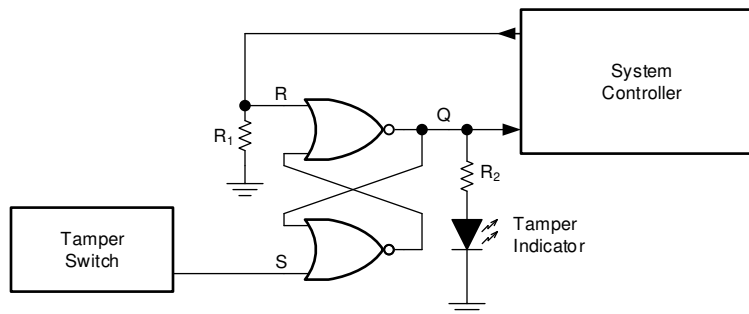 System
Controller
R
Q
R1
R2
Tamper
Switch
Tamper
Indicator
S